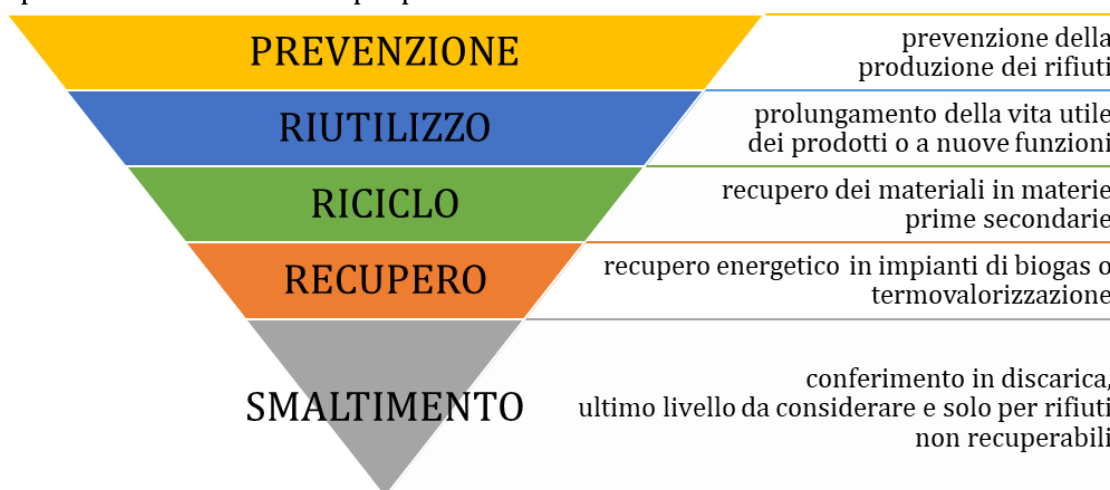 PREVENZIONE
prevenzione della
produzione dei rifiuti
RIUTILIZZO
prolungamento della vita utile
dei prodotti o a nuove funzioni
RICICLO
recupero dei materiali in materie
prime secondarie
RECUPERO
recupero energetico in impianti di biogas o
termovalorizzazione
SMALTIMENTO
conferimento in discarica,
ultimo livello da considerare e solo per rifiuti
non recuperabili